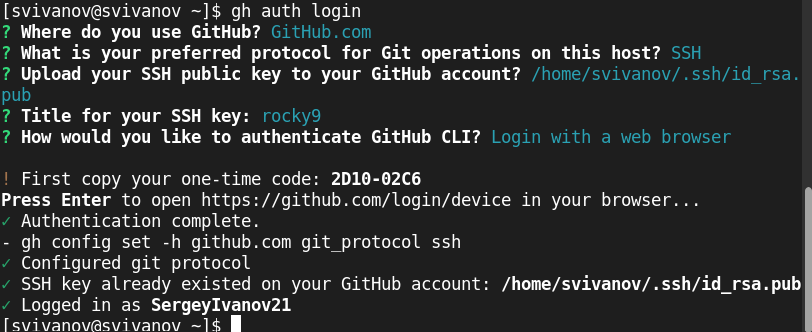 [svivanov@svivanov ~]$ gh auth login
? Where do you use GitHub? GitHub.com
? What is your preferred protocol for Git operations on this host? SSH
? Upload your SSH public key to your GitHub account? /home/svivanov/.ssh/id_rsa.
pub
? Title for your SSH key: rocky9
? How would you like to authenticate GitHub CLI? Login with a web browser
! First copy your one-time code: 2D10-02C6
Press Enter to open https://github.com/login/device in your browser...
✓ Authentication complete.
- gh config set -h github.com git_protocol ssh
✓ Configured git protocol
✓ SSH key already existed on your GitHub account: /home/svivanov/.ssh/id_rsa.pub
✓ Logged in as SergeyIvanov21
[svivanov@svivanov ~]$